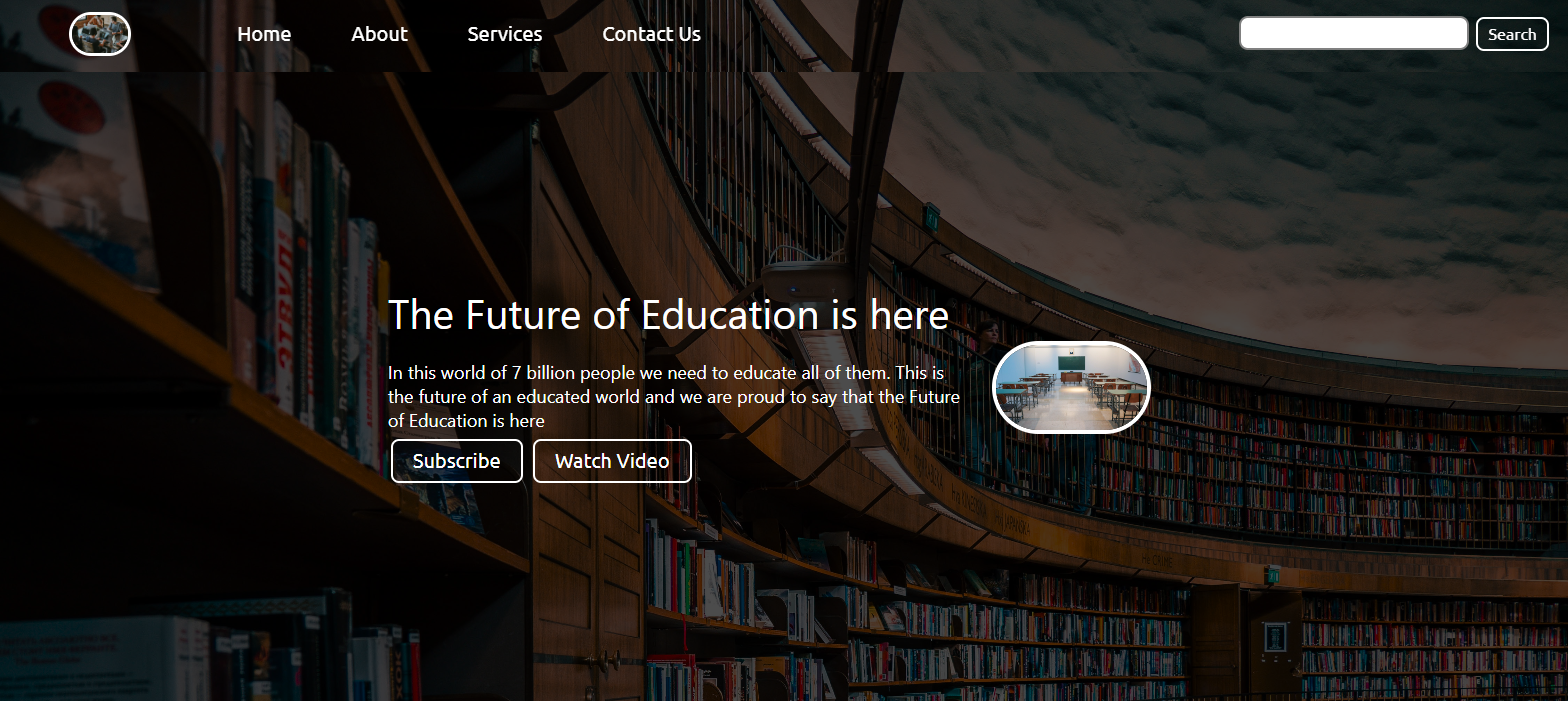 Home
About
Services
Contact Us
Search
The Future of Education is here
In this world of 7 billion people we need to educate all of them. This is
the future of an educated world and we are proud to say that the Future
of Education is here
Subscribe
Watch Video